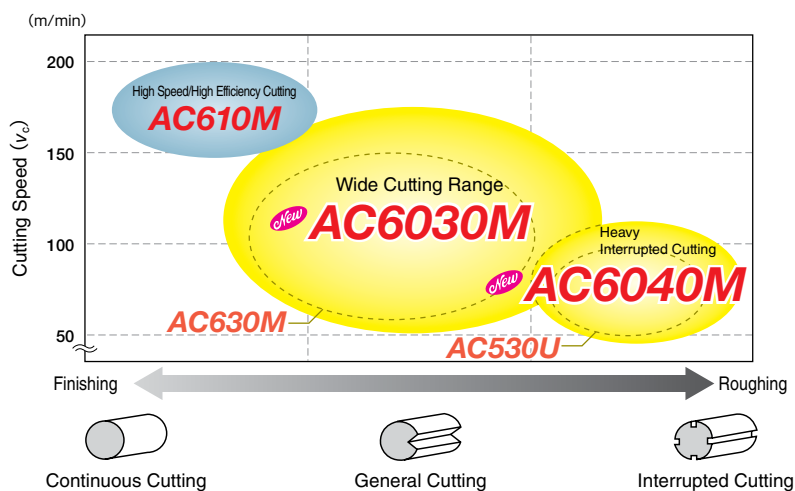 (m/min)
200
150
100
50
Cutting Speed (vc)
High Speed/High Efficiency Cutting
AC610M
Wide Cutting Range
New
AC6030M
Heavy
Interrupted Cutting
New
AC6040M
AC630M
AC530U
Finishing
Roughing
Continuous Cutting
General Cutting
Interrupted Cutting